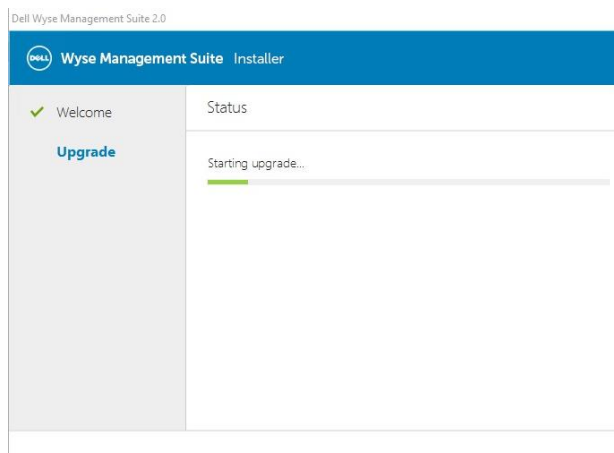 Dell Wyse Management Suite 2.0
DELL Wyse Management Suite Installer
Welcome
Upgrade
Status
Starting upgrade...